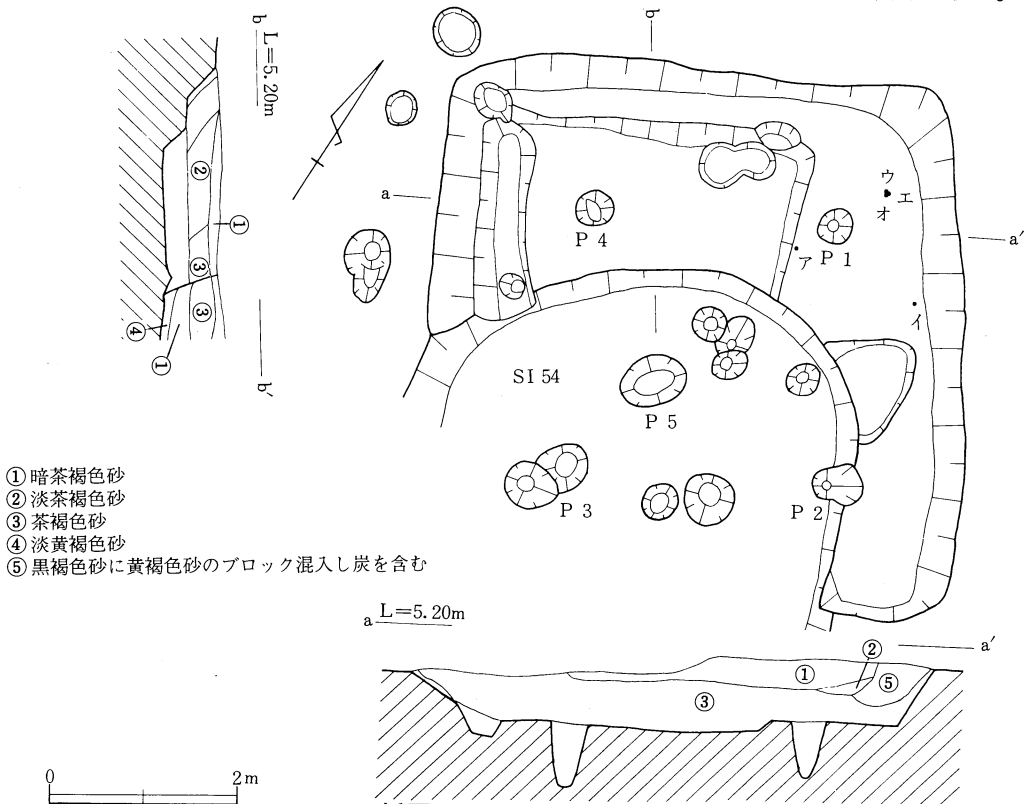 b
L=5.20m
b
a
a′
ウ
エ
オ
P 4
P 1
ア
イ
②
①
③
③
④
①
b′
SI 54
P 5
P 3
P 2
① 暗茶褐色砂
② 淡茶褐色砂
③ 茶褐色砂
④ 淡黄褐色砂
⑤ 黒褐色砂に黄褐色砂のブロック混入し炭を含む
a L=5.20m
a′
②
①
⑤
③
0 2m